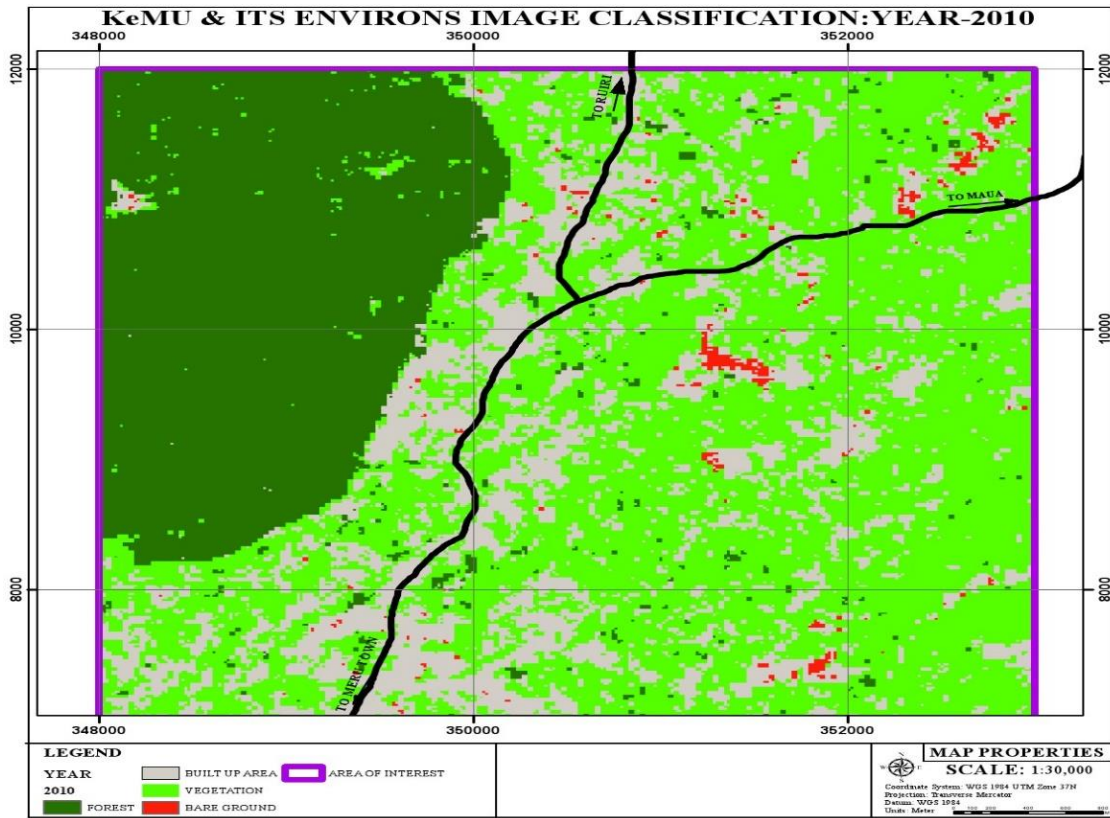 KeMU & ITS ENVIRONS IMAGE CLASSIFICATION:YEAR-2010
348000 350000 352000
12000 12000
TO RUIRI
TO MAUA
10000 10000
8000 8000
TO MERU TOWN
348000 350000 352000
LEGEND
YEAR
2010
FOREST
BUILT UP AREA
VEGETATION
BARE GROUND
AREA OF INTEREST
MAP PROPERTIES
SCALE: 1:30,000
Coordinate System: WGS 1984 UTM Zone 37N
Projection: Transverse Mercator
Datum: WGS 1984
Units: Meter